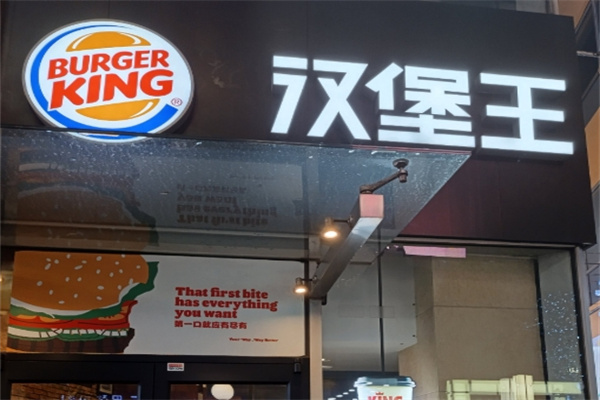 BURGER
KING®
汉堡王
That first bite
has everything
you want
第一口就应有尽有
KING